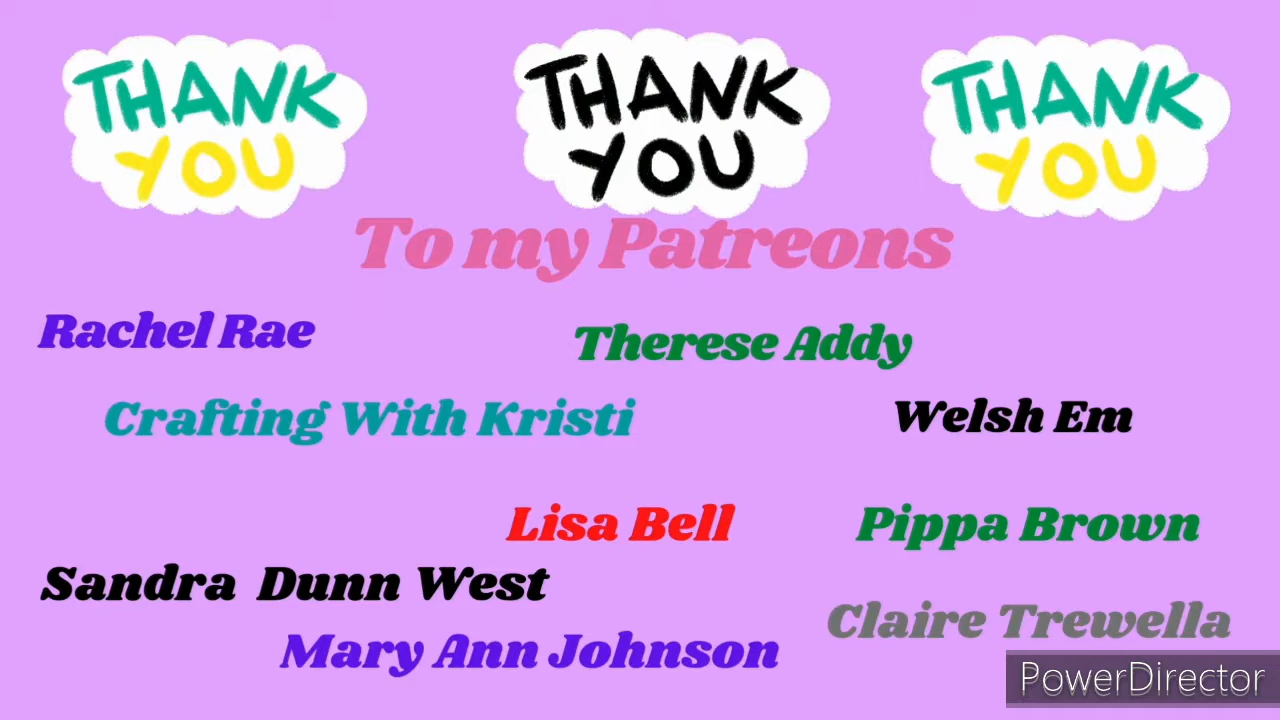 THANK
YOU
THANK
YOU
THANK
YOU
To my Patreons
Rachel Rae
Therese Addy
Crafting With Kristi
Welsh Em
Lisa Bell
Pippa Brown
Sandra Dunn West
Claire Trewella
Mary Ann Johnson
PowerDirector